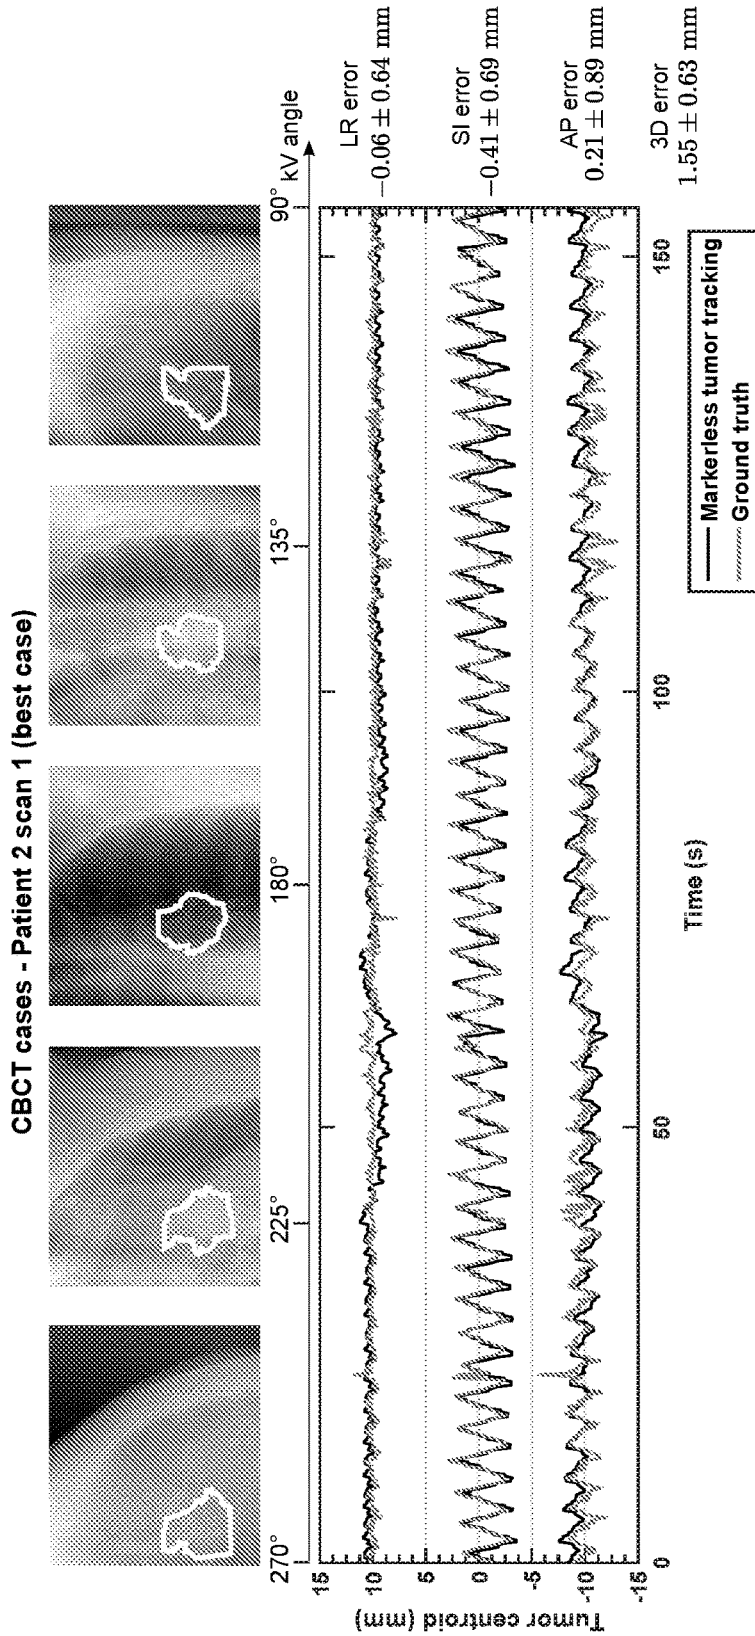 CBCT cases - Patient 2 scan 1 (best case)
270° 225° 180° 135° 90° kV angle
15
10
5
0
-5
-10
-15
Tumor centroid (mm)
LR error
−0.06 ± 0.64 mm
SI error
−0.41 ± 0.69 mm
AP error
0.21 ± 0.89 mm
3D error
1.55 ± 0.63 mm
0 50 100 150
Time (s)
Markerless tumor tracking
Ground truth